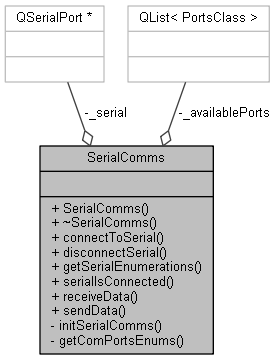 QSerialPort *
QList< PortsClass >
-_serial
-_availablePorts
SerialComms
+ SerialComms()
+ ~SerialComms()
+ connectToSerial()
+ disconnectSerial()
+ getSerialEnumerations()
+ serialIsConnected()
+ receiveData()
+ sendData()
- initSerialComms()
- getComPortsEnums()